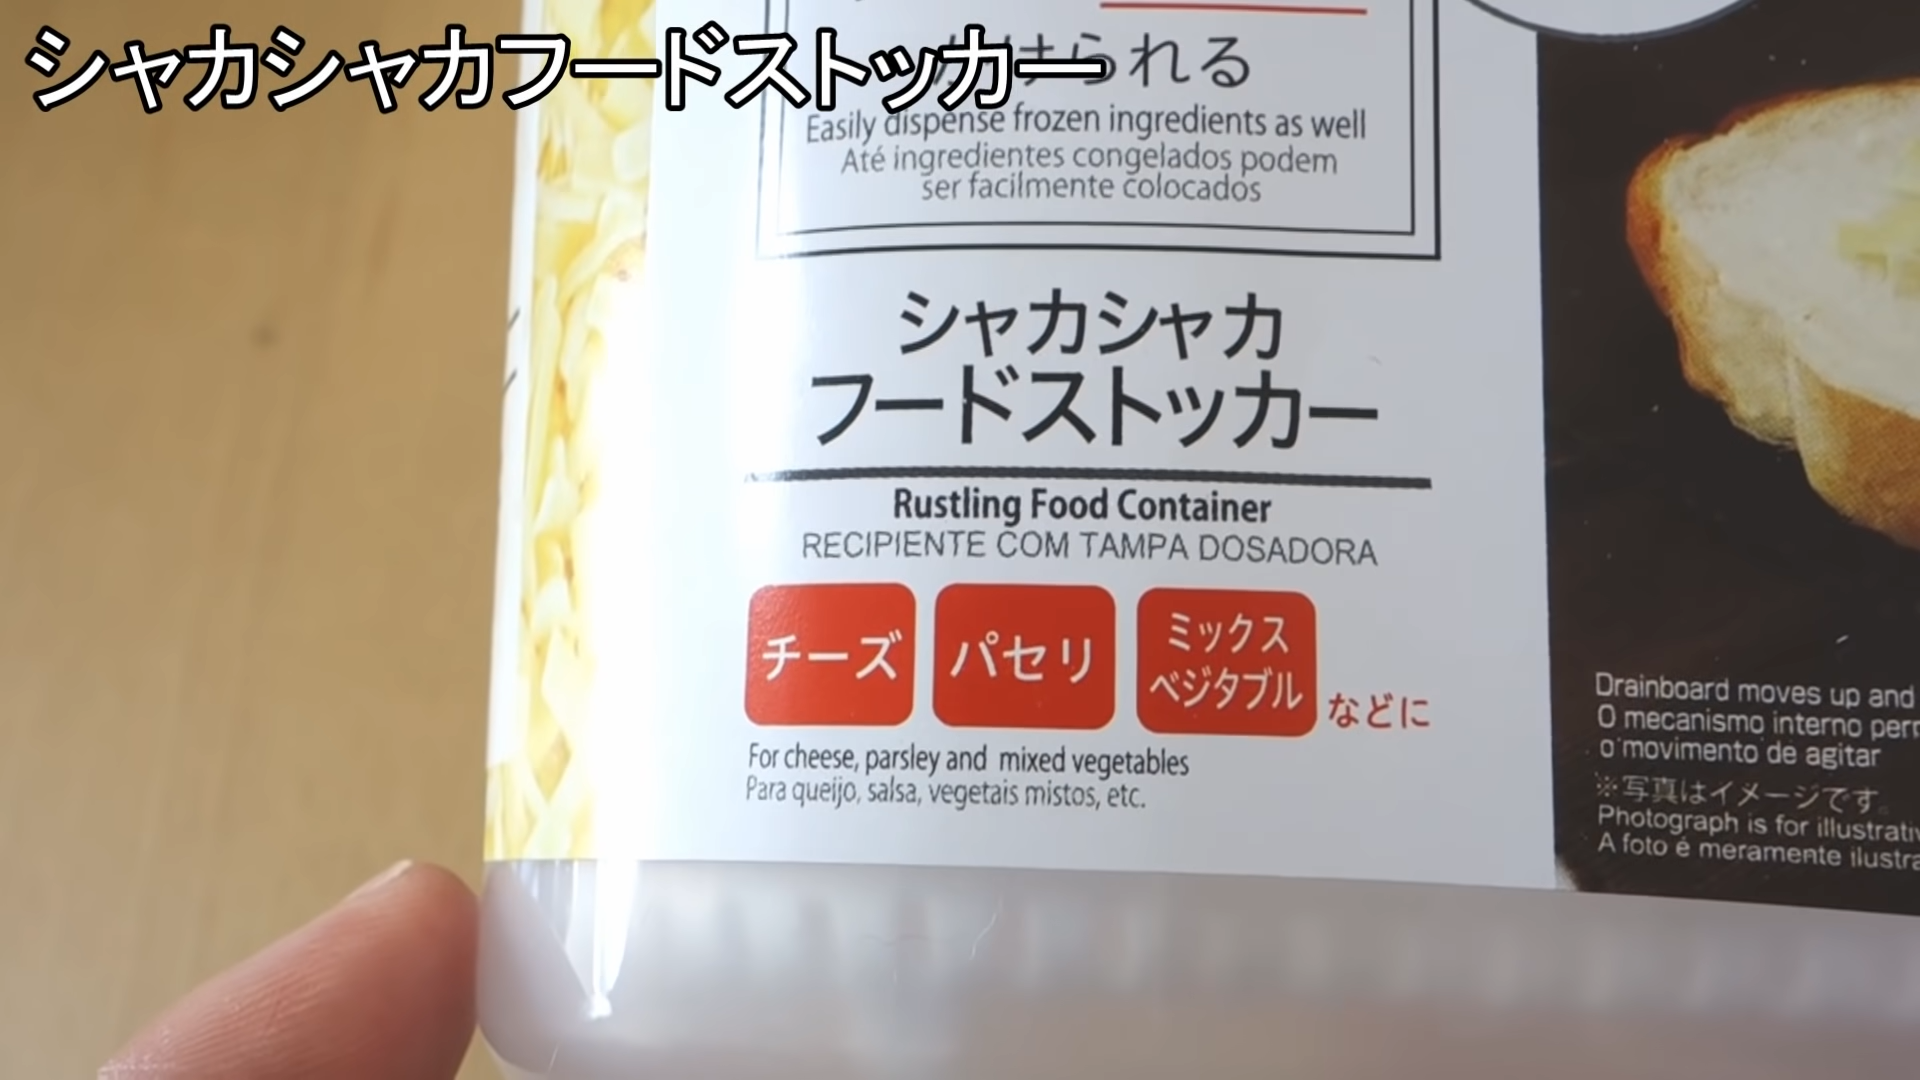 シャカシャカフードストッカー
られる
Easily dispense frozen ingredients as well
Até ingredientes congelados podem
ser facilmente colocados
シャカシャカ
フードストッカー
Rustling Food Container
RECIPIENTE COM TAMPA DOSADORA
チーズ
パセリ
ミックス
ベジタブル
などに
For cheese, parsley and mixed vegetables
Para queijo, salsa, vegetais mistos, etc.
Drainboard moves up and
O mecanismo interno
o movimento de agitar
※写真はイメージです。
Photograph is for
A foto é meramente